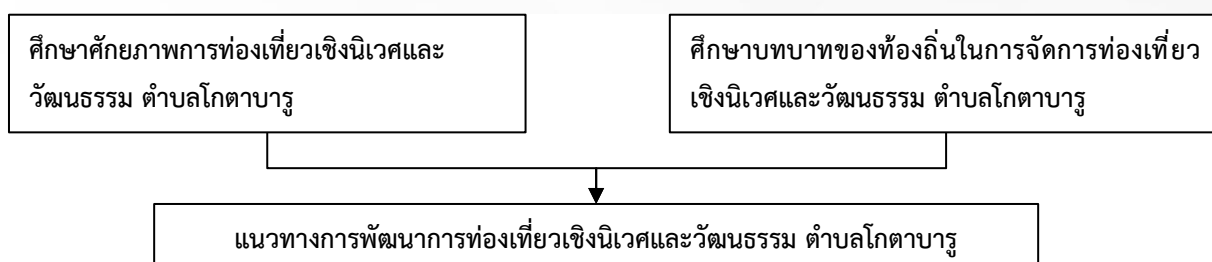 ศึกษาศักยภาพการท่องเที่ยวเชิงนิเวศและ
วัฒนธรรม ตำบลโกตาบารู
ศึกษาบทบาทของท้องถิ่นในการจัดการท่องเที่ยว
เชิงนิเวศและวัฒนธรรม ตำบลโกตาบารู
แนวทางการพัฒนาการท่องเที่ยวเชิงนิเวศและวัฒนธรรม ตำบลโกตาบารู